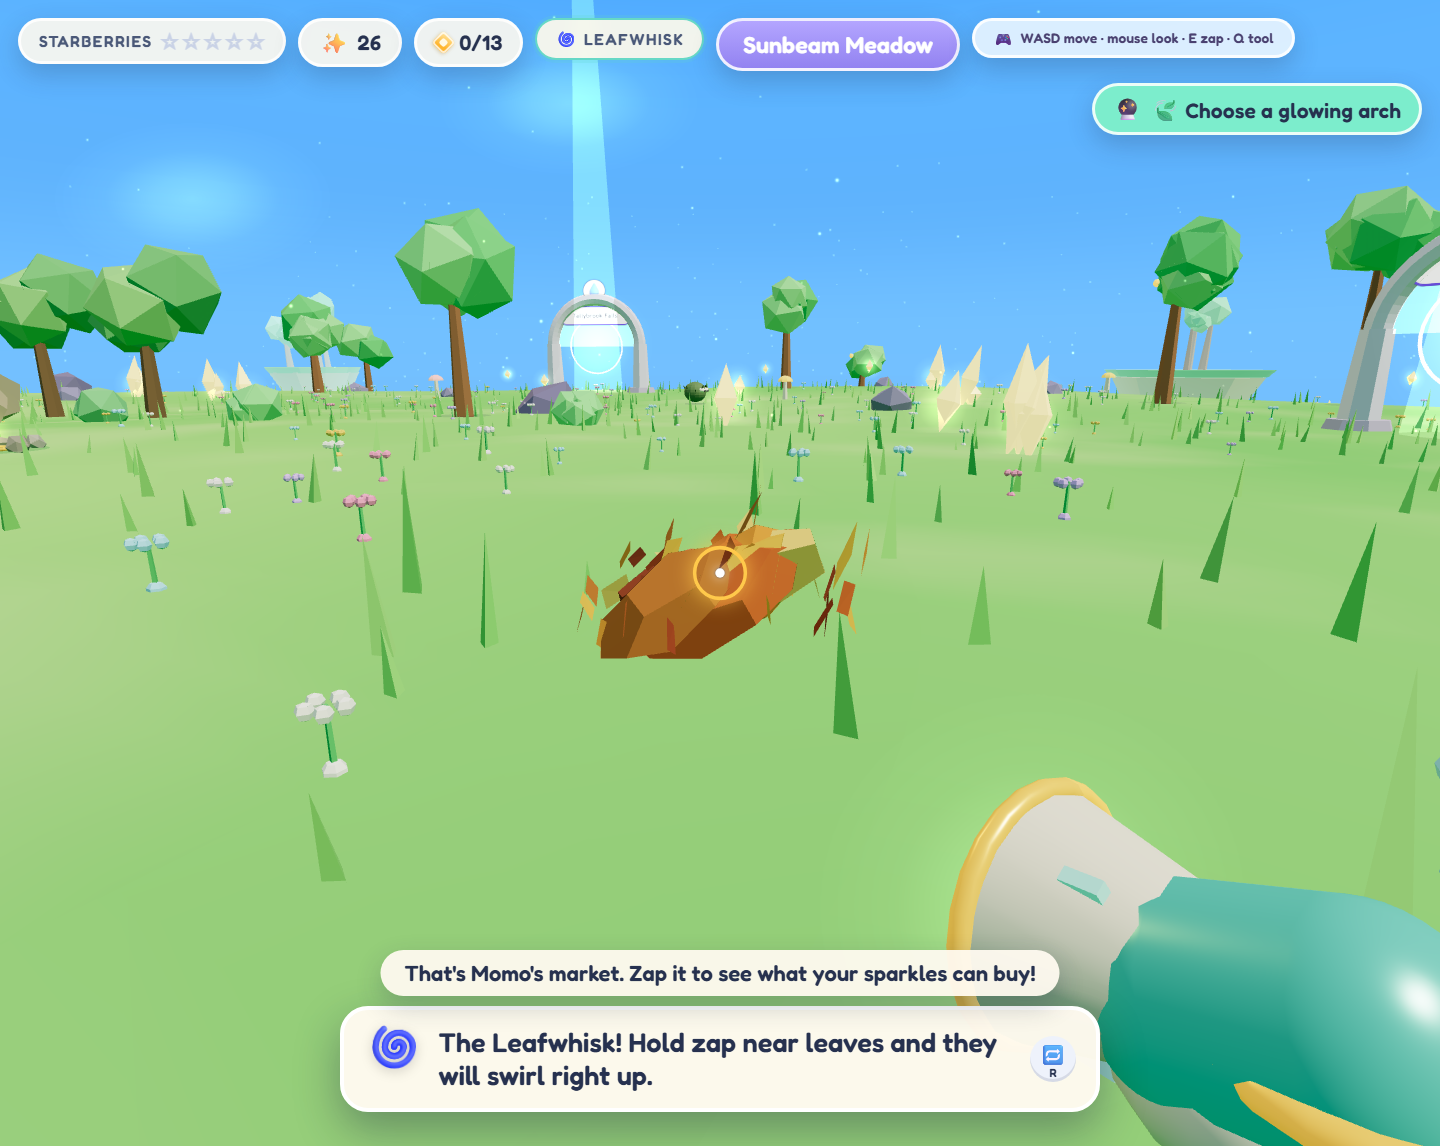 STARBERRIES ☆☆☆☆☆
26
0/13
LEAFWHISK
Sunbeam Meadow
WASD move · mouse look · E zap · Q tool
Choose a glowing arch
That's Momo's market. Zap it to see what your sparkles can buy!
The Leafwhisk! Hold zap near leaves and they
will swirl right up.
R